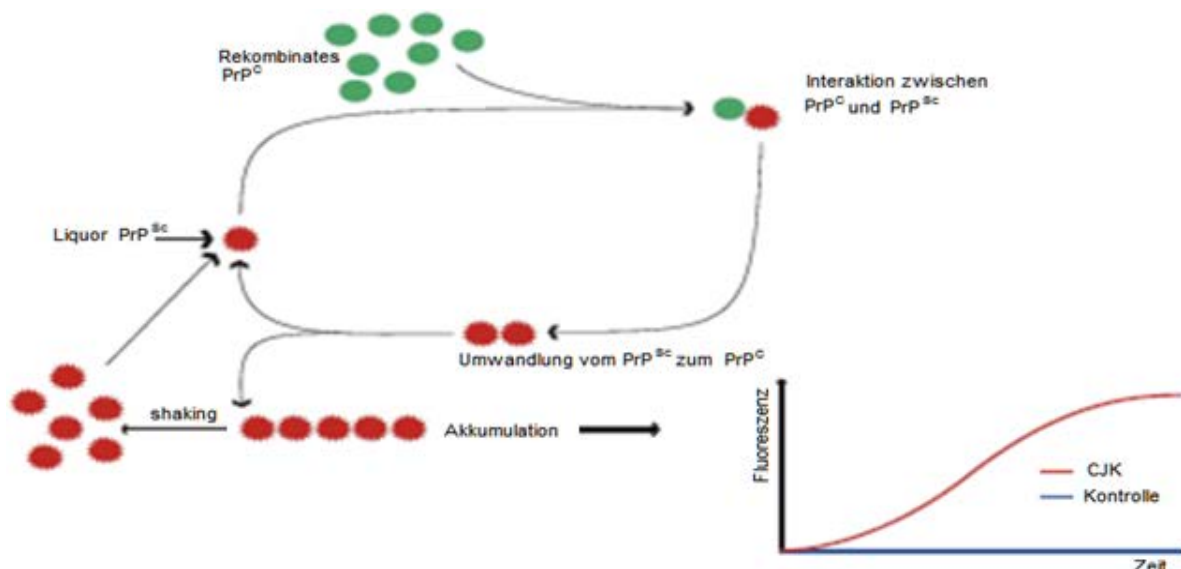 Rekombinates
PrP^C
Interaktion zwischen
PrP^C und PrP^Sc
Liquor PrP^Sc
Umwandlung vom PrP^Sc zum PrP^C
shaking
Akkumulation
Fluoreszenz
CJK
Kontrolle
Zeit